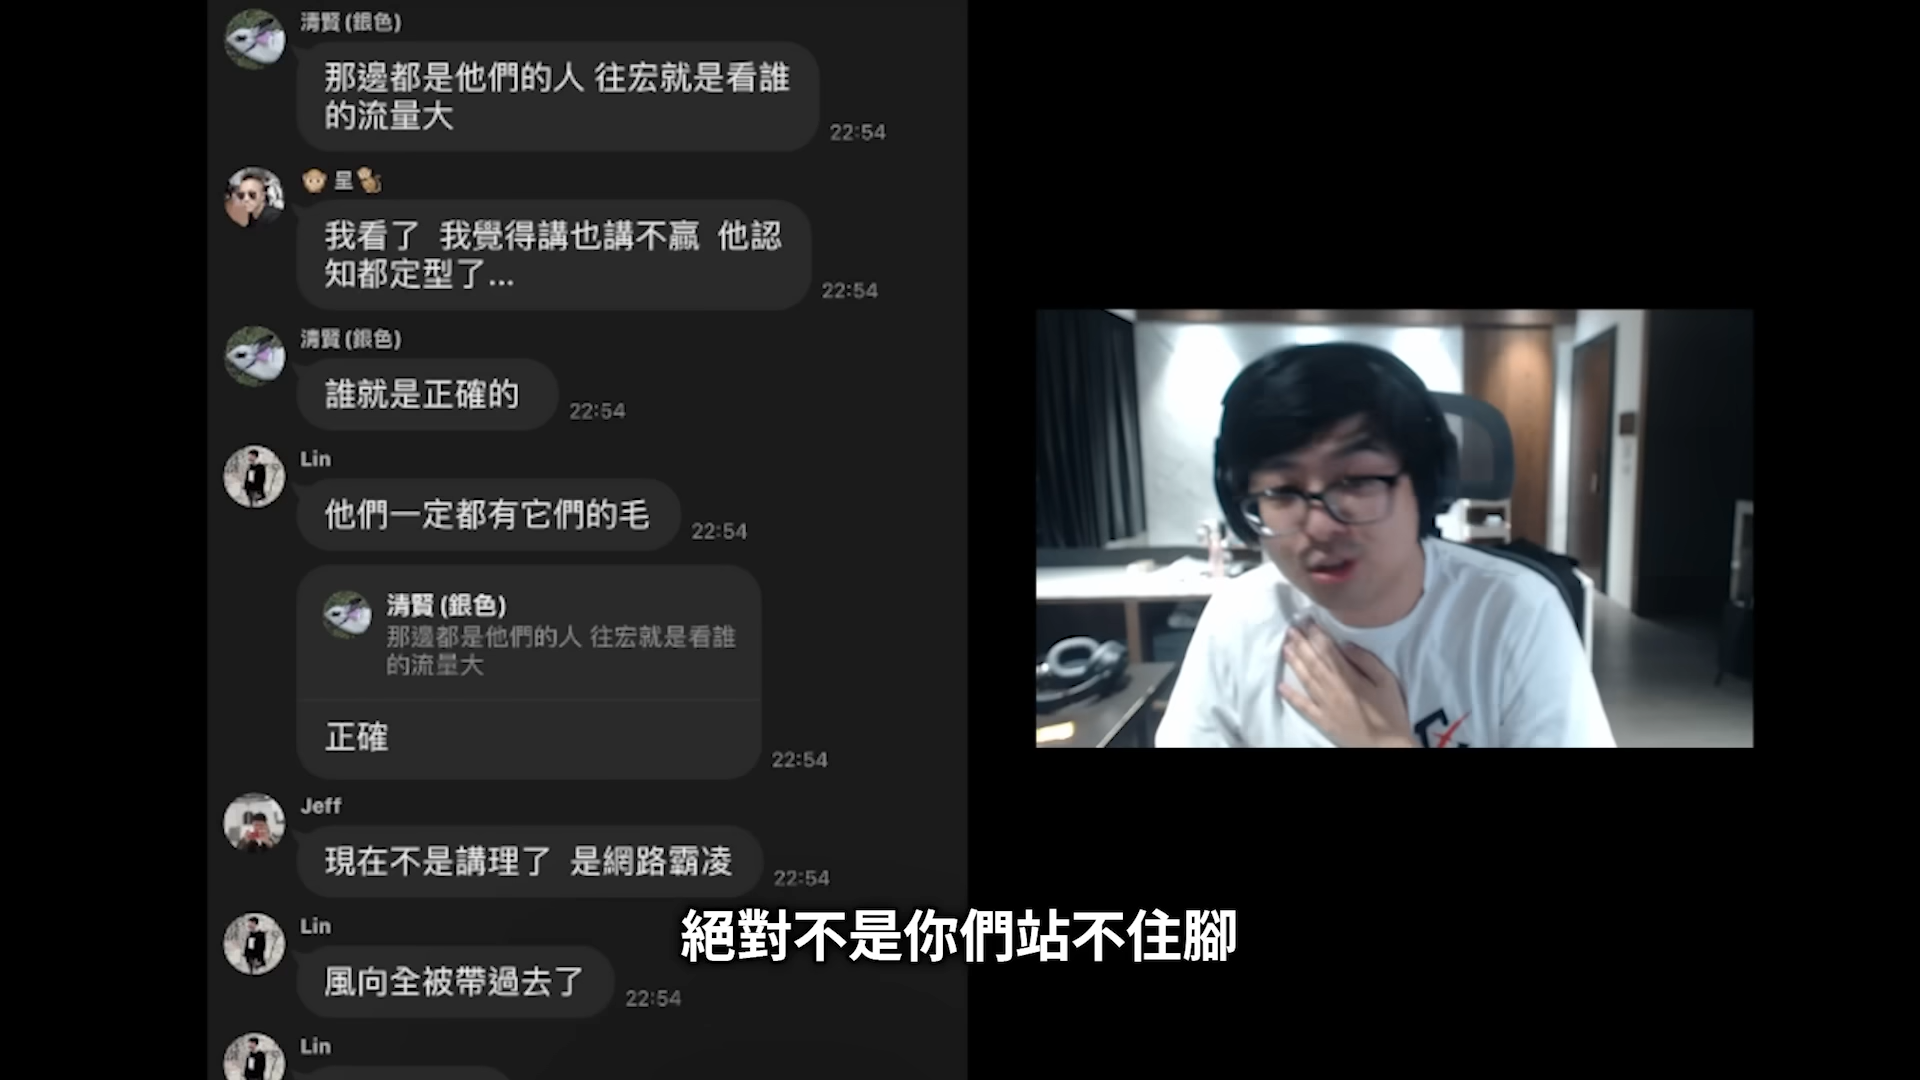 清賢 (銀色)
那邊都是他們的人 往宏就是看誰
的流量大
22:54
🐵 呈🐒
我看了 我覺得講也講不贏 他認
知都定型了...
22:54
清賢 (銀色)
誰就是正確的
22:54
Lin
他們一定都有它們的毛
22:54
清賢 (銀色)
那邊都是他們的人 往宏就是看誰
的流量大
正確
22:54
Jeff
現在不是講理了 是網路霸凌
22:54
絕對不是你們站不住腳
Lin
風向全被帶過去了
22:54
Lin